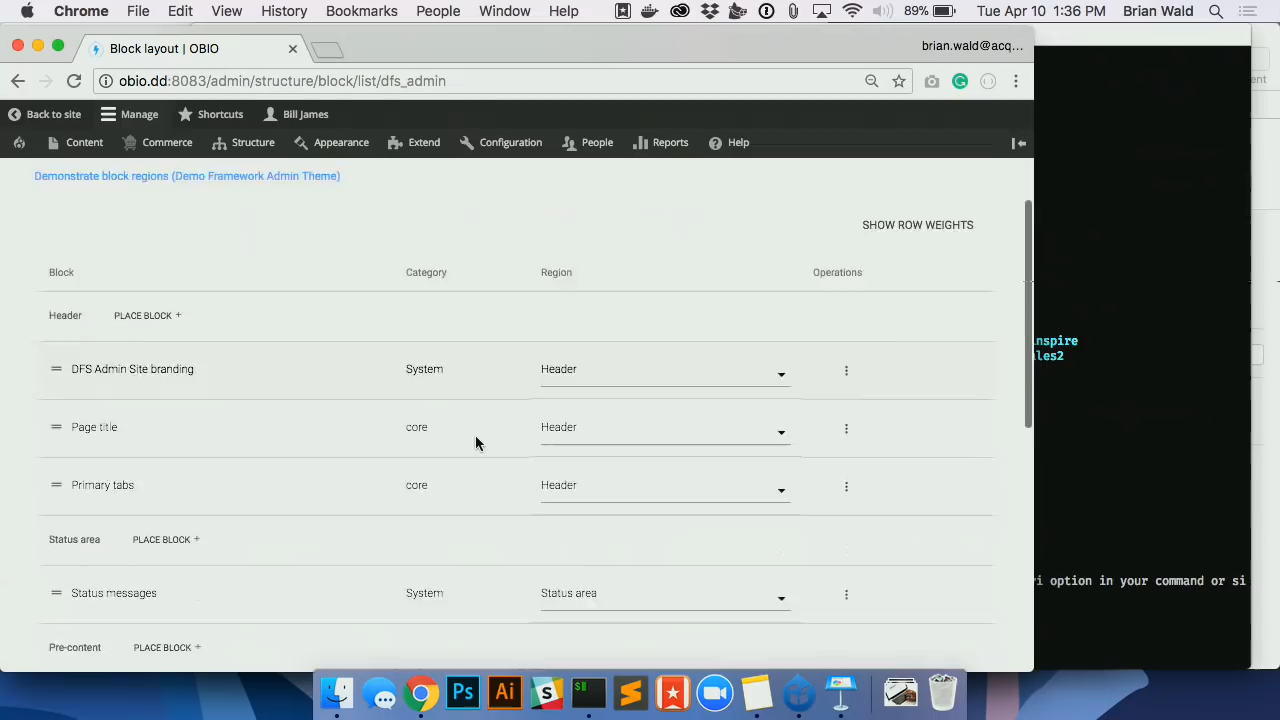 Chrome File Edit View History Bookmarks People Window Help 89% Tue Apr 10 1:36 PM Brian Wald
Block layout | OBIO
brian.wald@acq...
obio.dd:8083/admin/structure/block/list/dfs_admin
Back to site Manage Shortcuts Bill James
Content Commerce Structure Appearance Extend Configuration People Reports Help
Demonstrate block regions (Demo Framework Admin Theme)
SHOW ROW WEIGHTS
Block Category Region Operations
Header PLACE BLOCK +
nspire
DFS Admin Site branding System Header
les2
Page title core Header
Primary tabs core Header
Status area PLACE BLOCK +
i option in your command or si
Status messages System Status area
Pre-content PLACE BLOCK +
Ps Ai S $